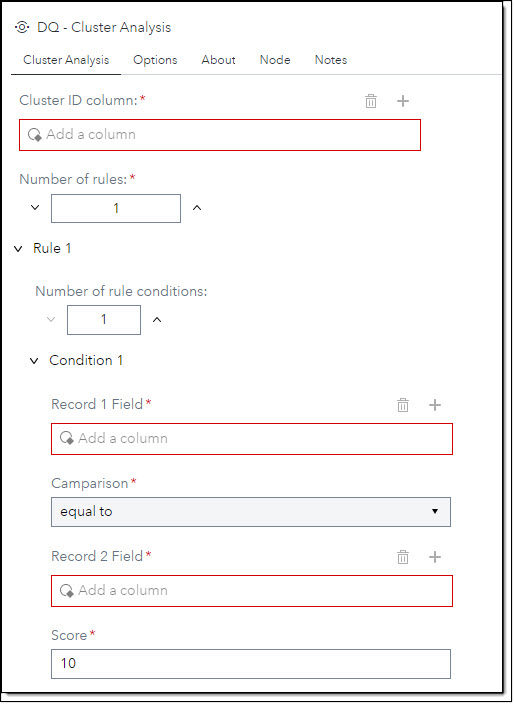 DQ - Cluster Analysis
Cluster Analysis Options About Node Notes
Cluster ID column:*
Add a column
Number of rules:*
1
Rule 1
Number of rule conditions:
1
Condition 1
Record 1 Field*
Add a column
Camparison*
equal to
Record 2 Field*
Add a column
Score*
10